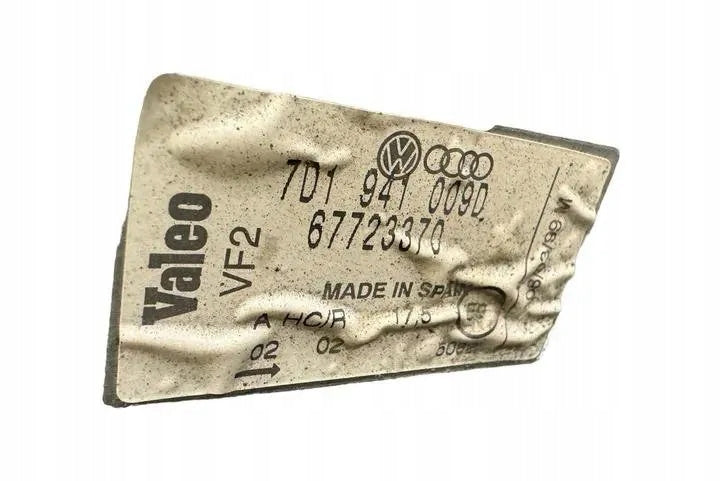 7D1 941 009D
67723370
Valeo
VF2
MADE IN SPAIN
A HC/R 17,5
02 02